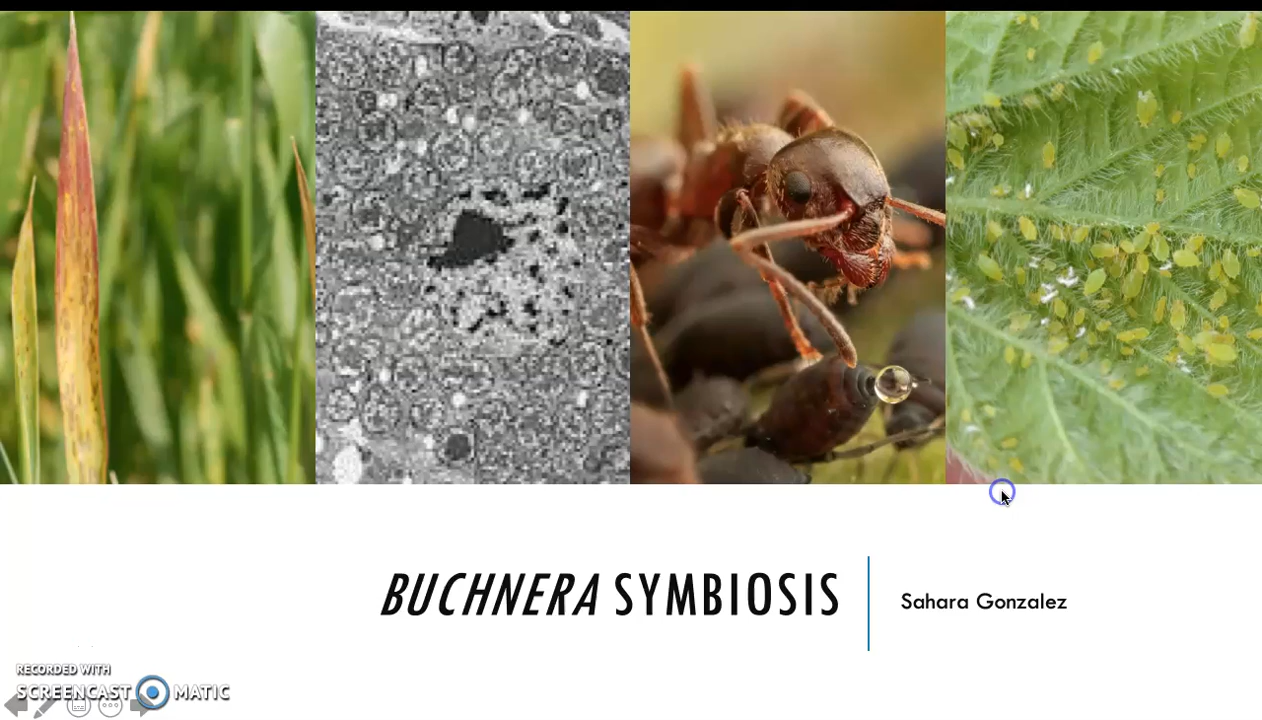 BUCHNERA SYMBIOSIS
Sahara Gonzalez
RECORDED WITH
SCREENCAST MATIC